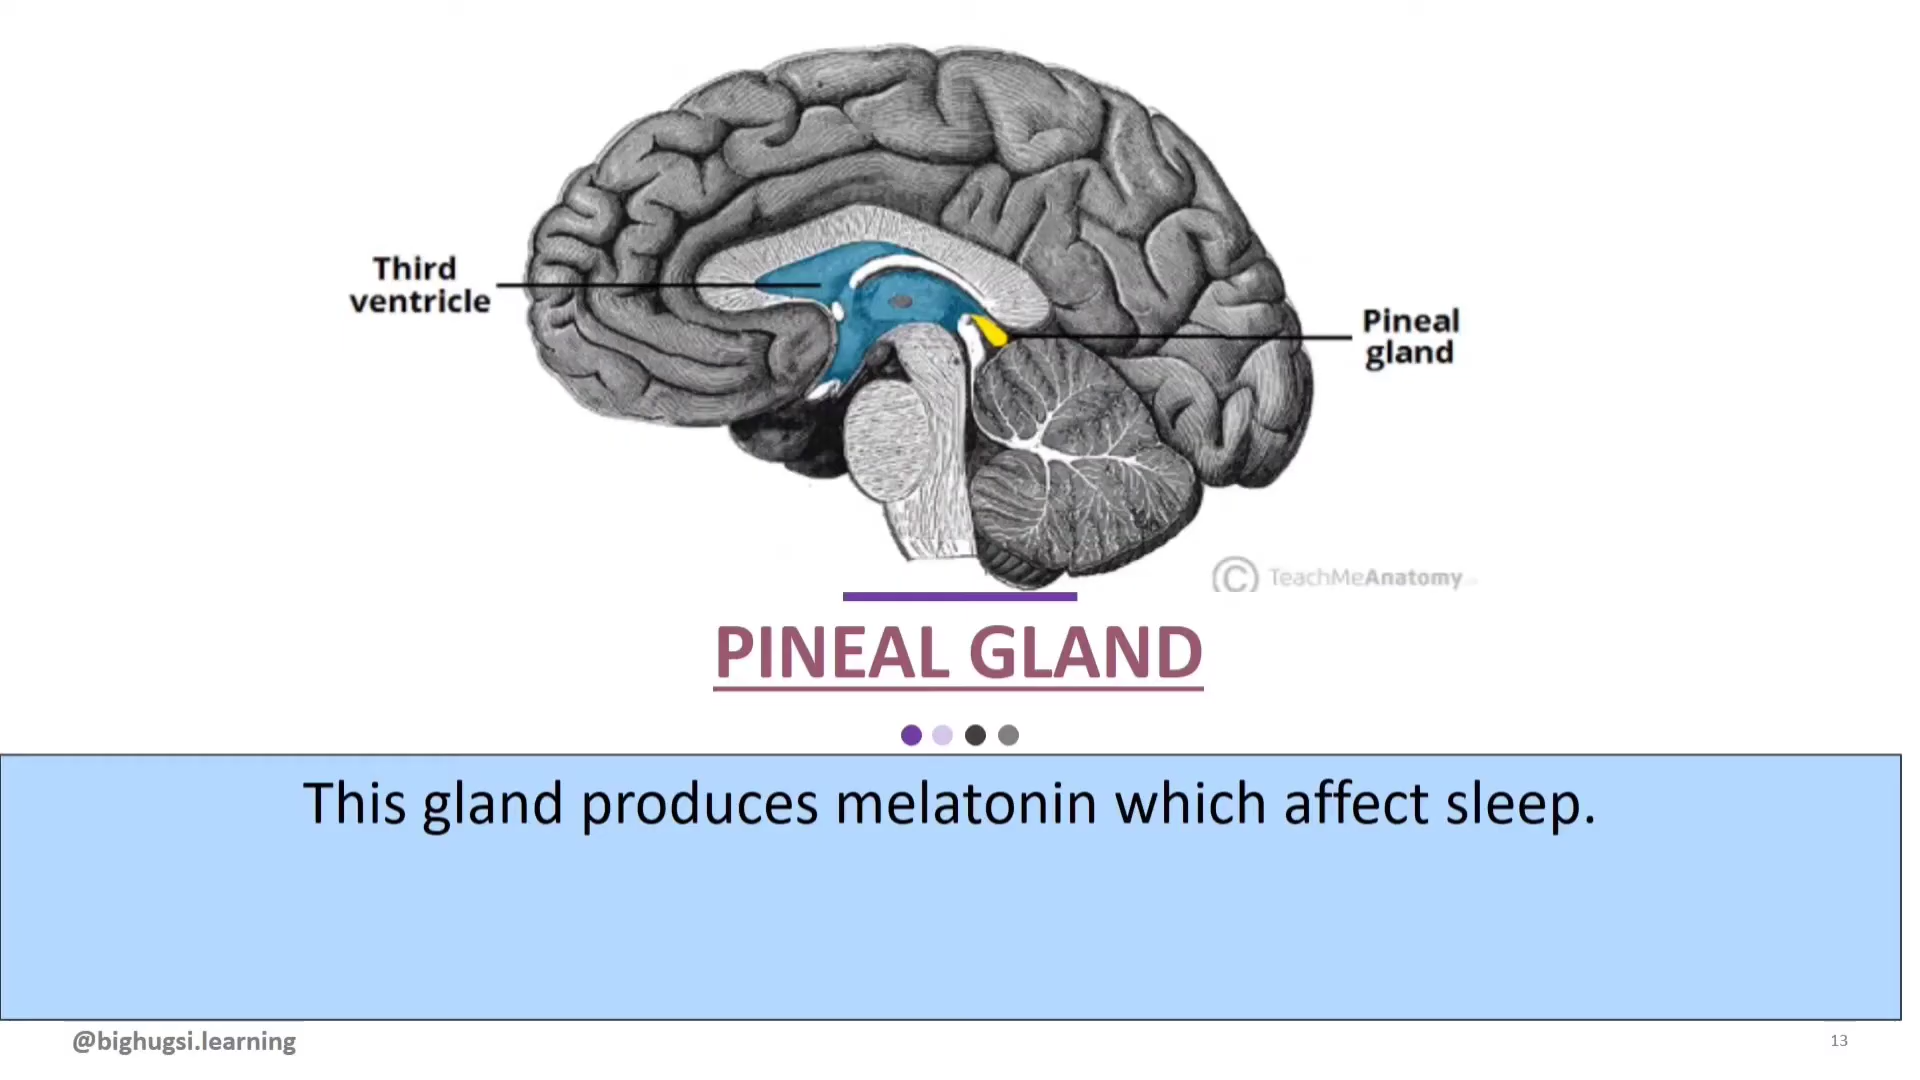 Third
ventricle
Pineal
gland
© TeachMeAnatomy
PINEAL GLAND
This gland produces melatonin which affect sleep.
@bighugsi.learning
13